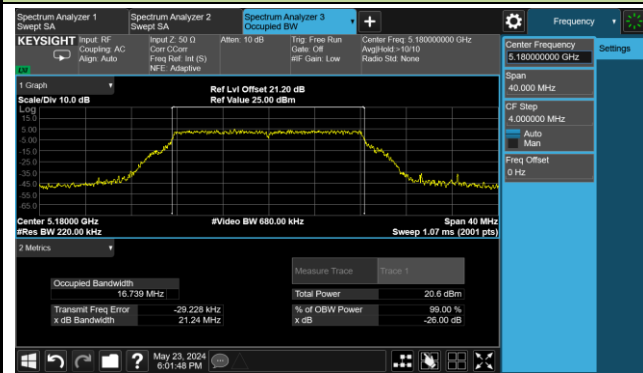 Spectrum Analyzer 1
Swept SA
Spectrum Analyzer 2
Swept SA
Spectrum Analyzer 3
Occupied BW
+
Frequency
KEYSIGHT
Input: RF
Coupling: AC
Align: Auto
Input Z: 50 Ω
Corr CCorr
Freq Ref: Int (S)
NFE: Adaptive
Atten: 10 dB
Trig: Free Run
Gate: Off
#IF Gain: Low
Center Freq: 5.180000000 GHz
Avg|Hold:>10/10
Radio Std: None
Center Frequency
5.180000000 GHz
Settings
Span
40.000 MHz
CF Step
4.000000 MHz
Auto
Man
Freq Offset
0 Hz
1 Graph
Scale/Div 10.0 dB
Ref Lvl Offset 21.20 dB
Ref Value 25.00 dBm
Log
15.0
5.00
-5.00
-15.0
-25.0
-35.0
-45.0
-55.0
-65.0
Center 5.18000 GHz
#Video BW 680.00 kHz
Span 40 MHz
#Res BW 220.00 kHz
Sweep 1.07 ms (2001 pts)
2 Metrics
Measure Trace
Trace 1
Occupied Bandwidth
16.739 MHz
Total Power
20.6 dBm
Transmit Freq Error
-29.228 kHz
% of OBW Power
99.00 %
x dB Bandwidth
21.24 MHz
x dB
-26.00 dB
?
May 23, 2024
6:01:48 PM